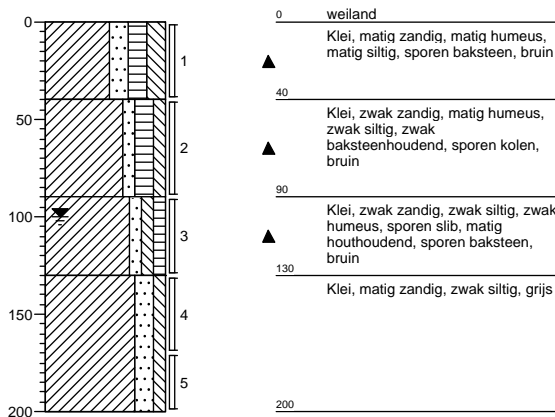 0
50
100
150
200
1
2
3
4
5
0 weiland
Klei, matig zandig, matig humeus,
matig siltig, sporen baksteen, bruin
40
Klei, zwak zandig, matig humeus,
zwak siltig, zwak
baksteenhoudend, sporen kolen,
bruin
90
Klei, zwak zandig, zwak siltig, zwak
humeus, sporen slib, matig
houthoudend, sporen baksteen,
bruin
130
Klei, matig zandig, zwak siltig, grijs
200